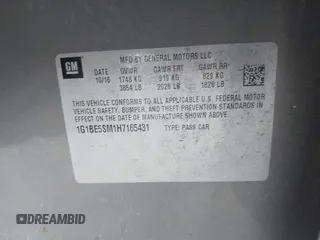 GM
MFD BY GENERAL MOTORS LLC
DATE GVWR GAWR FRT GAWR RR
10/16 1748 KG 919 KG 829 KG
3854 LB 2026 LB 1828 LB
THIS VEHICLE CONFORMS TO ALL APPLICABLE U.S. FEDERAL MOTOR
VEHICLE SAFETY, BUMPER, AND THEFT PREVENTION STANDARDS IN
EFFECT ON THE DATE OF MANUFACTURE SHOWN ABOVE.
1G1BE5SM1H7165431 TYPE: PASS CAR
DREAMBID